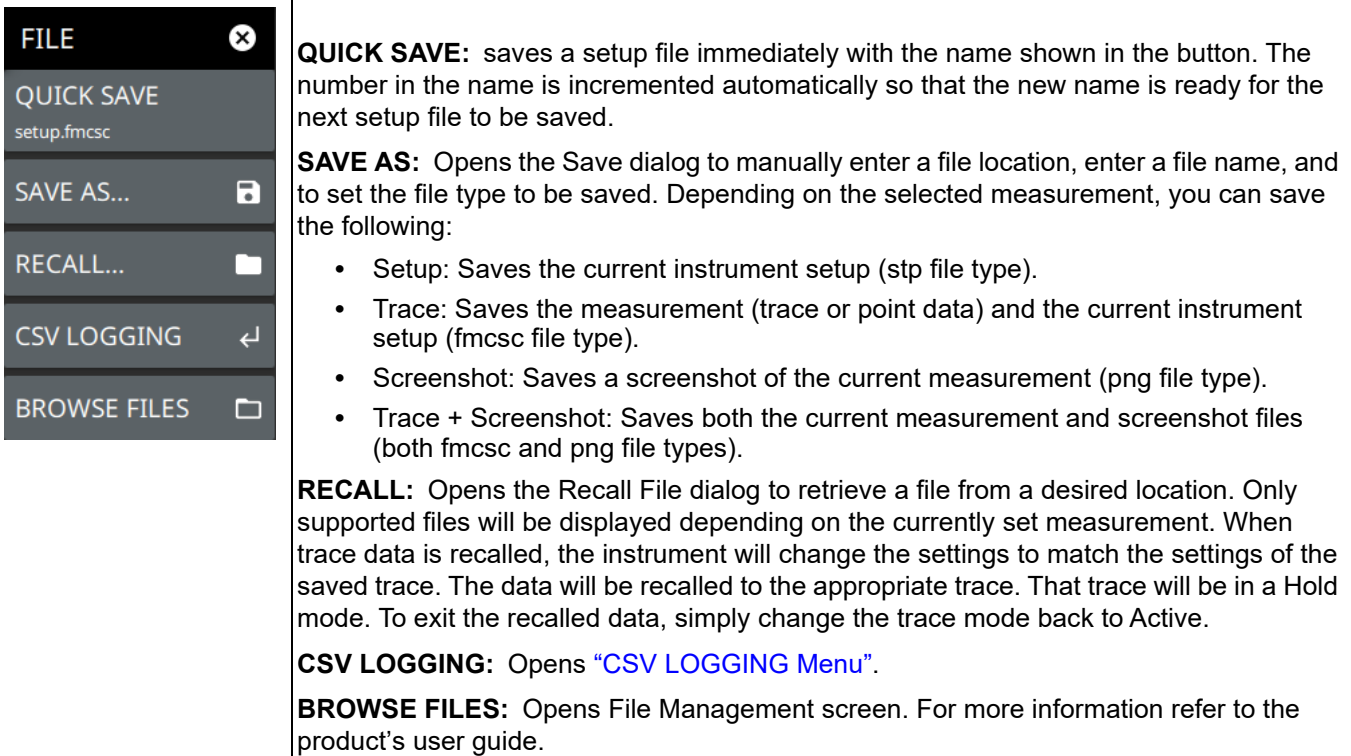 FILE
QUICK SAVE
setup.fmcsc
SAVE AS...
RECALL...
CSV LOGGING
BROWSE FILES
QUICK SAVE: saves a setup file immediately with the name shown in the button. The
number in the name is incremented automatically so that the new name is ready for the
next setup file to be saved.
SAVE AS: Opens the Save dialog to manually enter a file location, enter a file name, and
to set the file type to be saved. Depending on the selected measurement, you can save
the following:
• Setup: Saves the current instrument setup (stp file type).
• Trace: Saves the measurement (trace or point data) and the current instrument
setup (fmcsc file type).
• Screenshot: Saves a screenshot of the current measurement (png file type).
• Trace + Screenshot: Saves both the current measurement and screenshot files
(both fmcsc and png file types).
RECALL: Opens the Recall File dialog to retrieve a file from a desired location. Only
supported files will be displayed depending on the currently set measurement. When
trace data is recalled, the instrument will change the settings to match the settings of the
saved trace. The data will be recalled to the appropriate trace. That trace will be in a Hold
mode. To exit the recalled data, simply change the trace mode back to Active.
CSV LOGGING: Opens “CSV LOGGING Menu”.
BROWSE FILES: Opens File Management screen. For more information refer to the
product’s user guide.